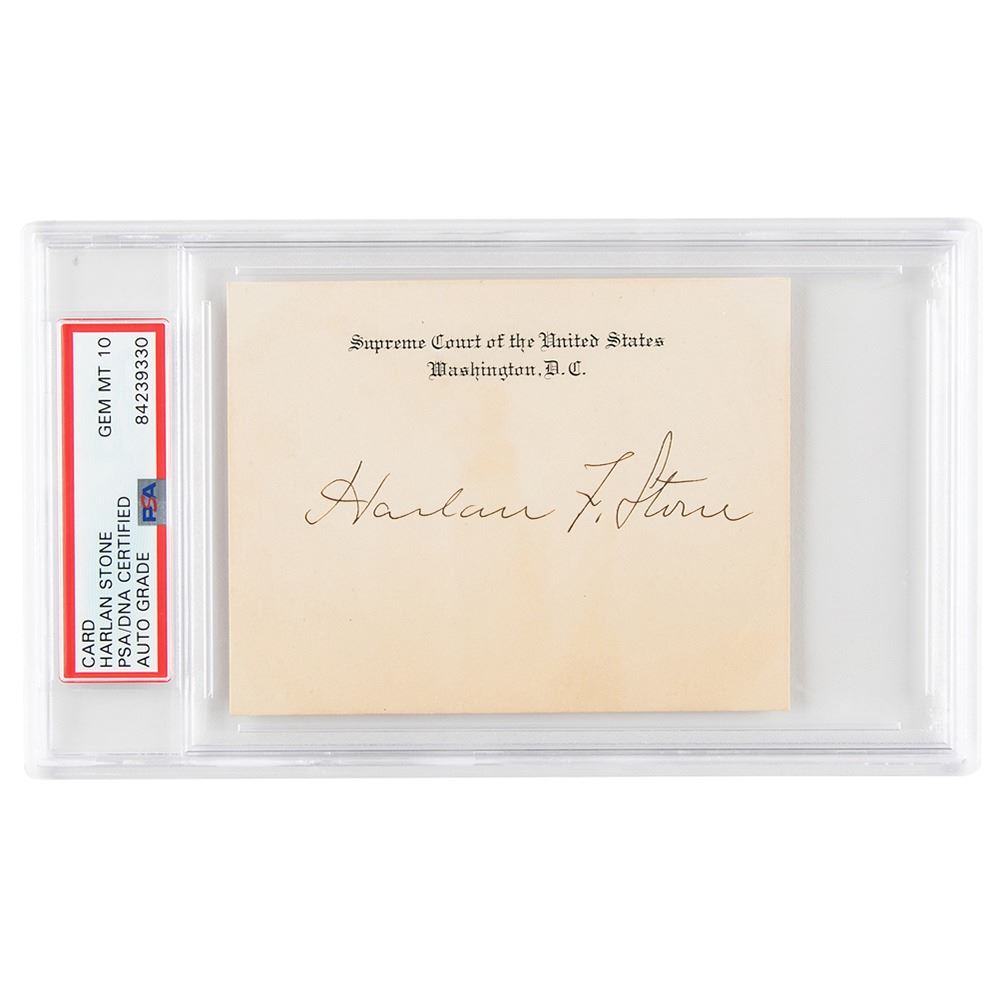 CARD
HARLAN STONE
PSA/DNA CERTIFIED
AUTO GRADE
GEM MT 10
84239330
PSA
Supreme Court of the United States
Washington, D.C.
Harlan F. Stone